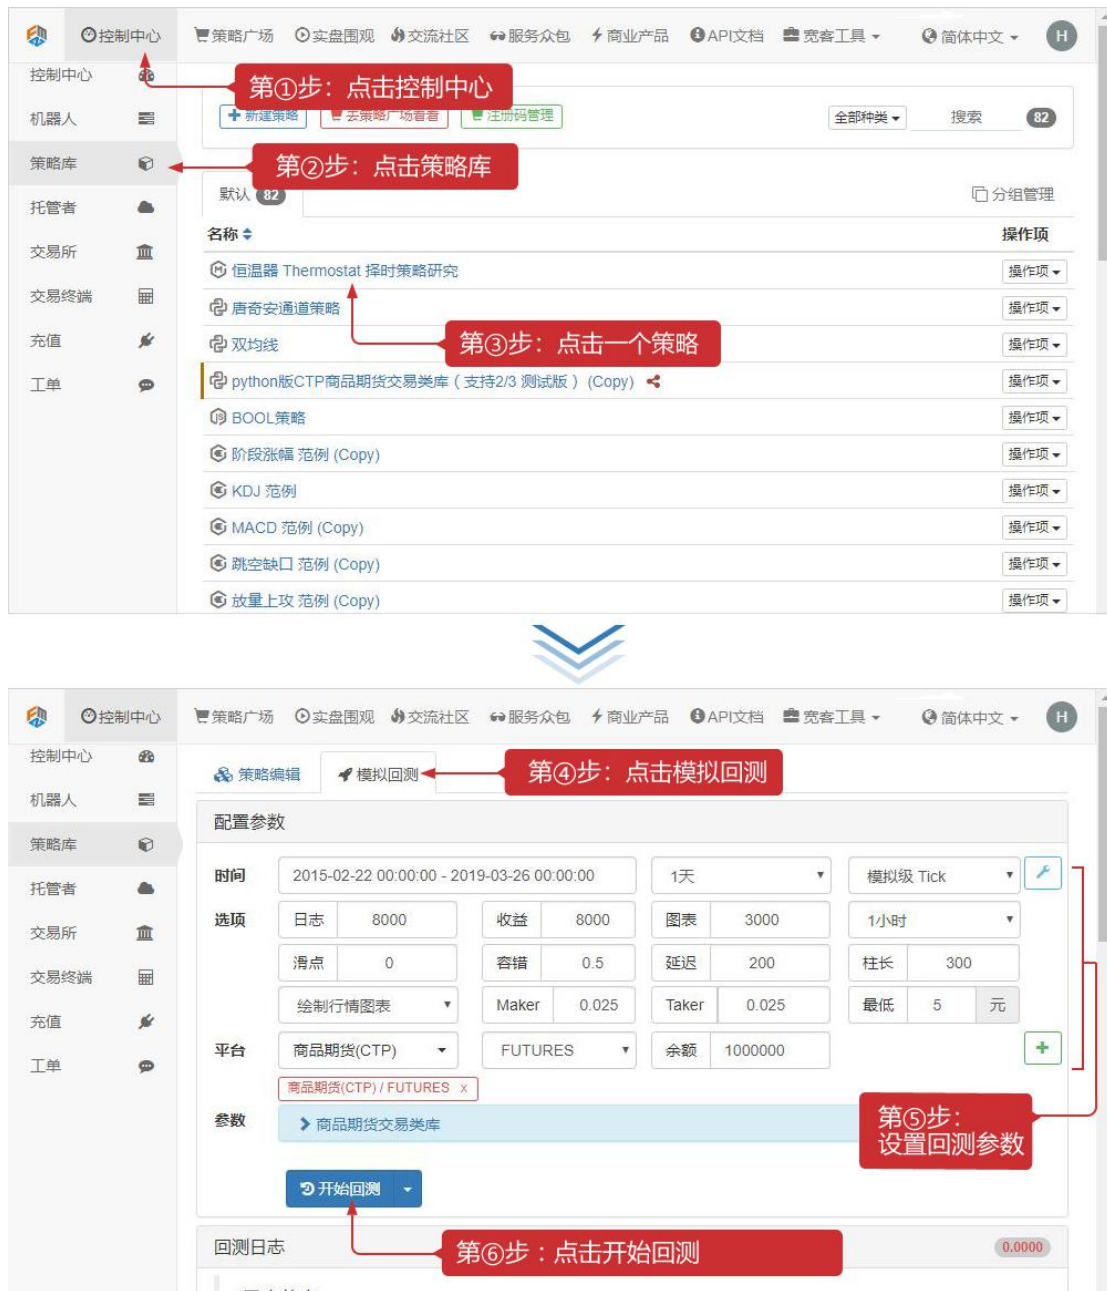 控制中心 策略广场 实盘围观 交流社区 服务众包 商业产品 API文档 宽客工具 简体中文 H
控制中心
第①步：点击控制中心
机器人
新建策略 去策略广场看看 注册码管理 全部种类 搜索 82
策略库
第②步：点击策略库
托管者
默认 82 分组管理
名称 操作项
交易所
恒温器 Thermostat 择时策略研究 操作项
交易终端
唐奇安通道策略 操作项
充值
双均线 操作项
第③步：点击一个策略
工单
python版CTP商品期货交易类库（支持2/3 测试版）(Copy) 操作项
BOOL策略 操作项
阶段涨幅 范例 (Copy) 操作项
KDJ 范例 操作项
MACD 范例 (Copy) 操作项
跳空缺口 范例 (Copy) 操作项
放量上攻 范例 (Copy) 操作项
控制中心 策略广场 实盘围观 交流社区 服务众包 商业产品 API文档 宽客工具 简体中文 H
控制中心
策略编辑 模拟回测
第④步：点击模拟回测
机器人
配置参数
策略库
时间 2015-02-22 00:00:00 - 2019-03-26 00:00:00 1天 模拟级 Tick
托管者
选项 日志 8000 收益 8000 图表 3000 1小时
交易所
滑点 0 容错 0.5 延迟 200 柱长 300
交易终端
绘制行情图表 Maker 0.025 Taker 0.025 最低 5 元
充值
平台 商品期货(CTP) FUTURES 余额 1000000
工单
商品期货(CTP) / FUTURES x
参数 商品期货交易类库
第⑤步：
设置回测参数
开始回测
回测日志 0.0000
第⑥步：点击开始回测